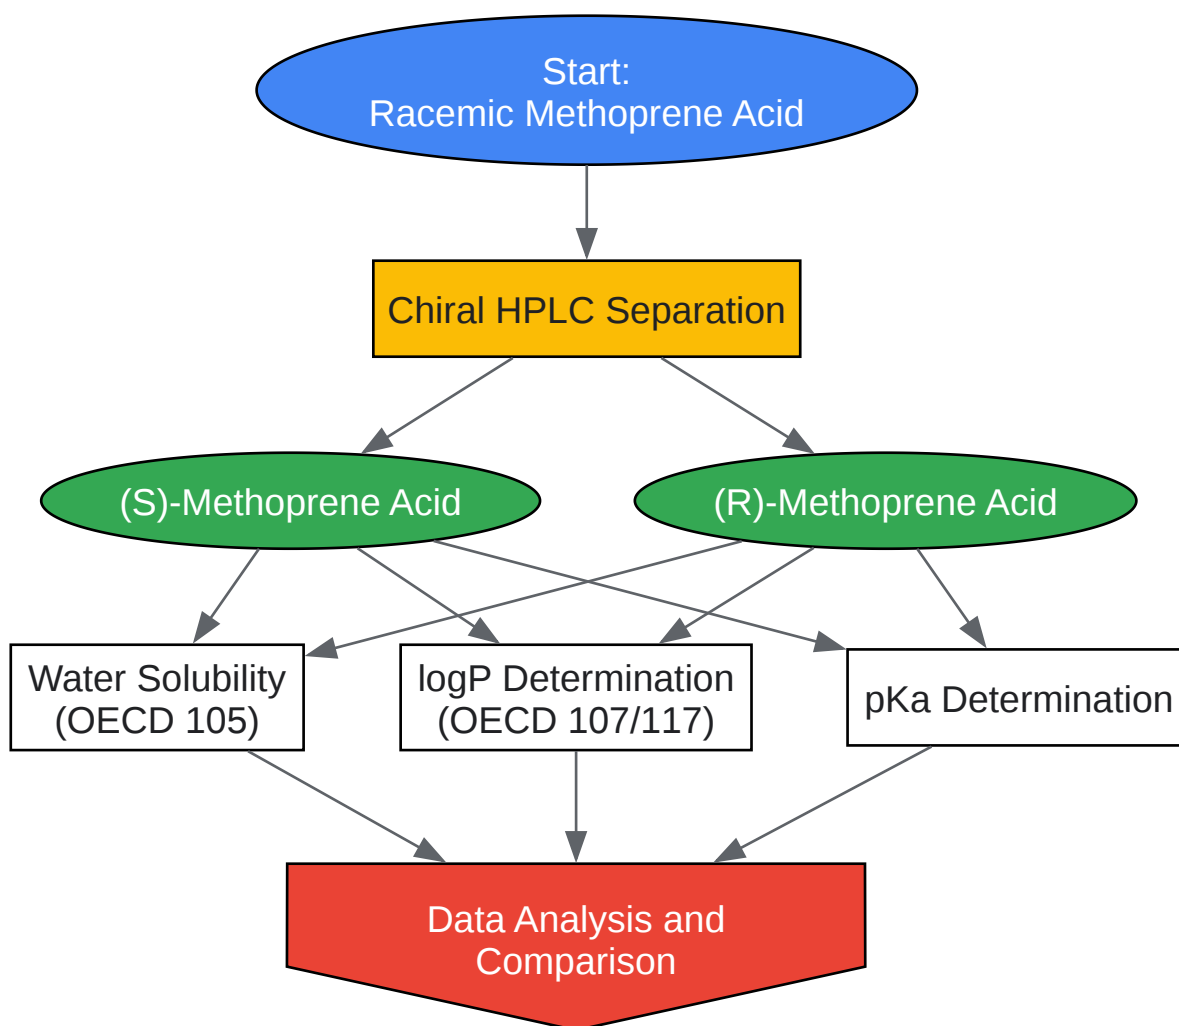 Start:
Racemic Methoprene Acid
Chiral HPLC Separation
(S)-Methoprene Acid
(R)-Methoprene Acid
Water Solubility
(OECD 105)
logP Determination
(OECD 107/117)
pKa Determination
Data Analysis and
Comparison